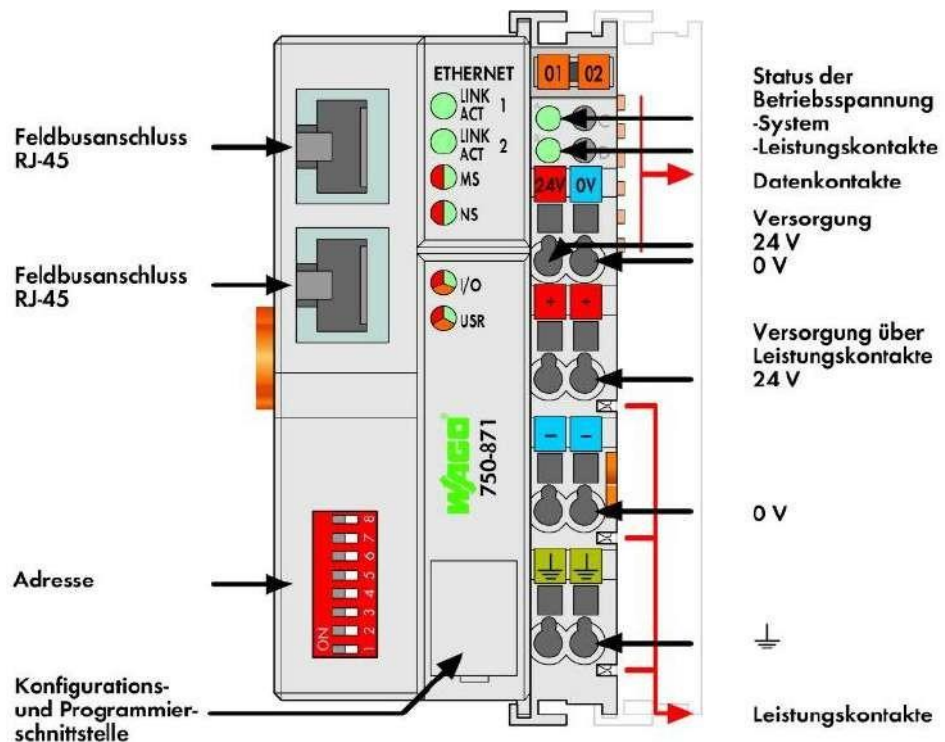 Feldbusanschluss
RJ-45
Feldbusanschluss
RJ-45
Adresse
Konfigurations-
und Programmier-
schnittstelle
ETHERNET
LINK
ACT 1
LINK
ACT 2
MS
NS
I/O
USR
WAGO®
750-871
ON
1 2 3 4 5 6 7 8
01 02
A C
B D
24V 0V
+ +
– –
Status der
Betriebsspannung
-System
-Leistungskontakte
Datenkontakte
Versorgung
24 V
0 V
Versorgung über
Leistungskontakte
24 V
0 V
Leistungskontakte